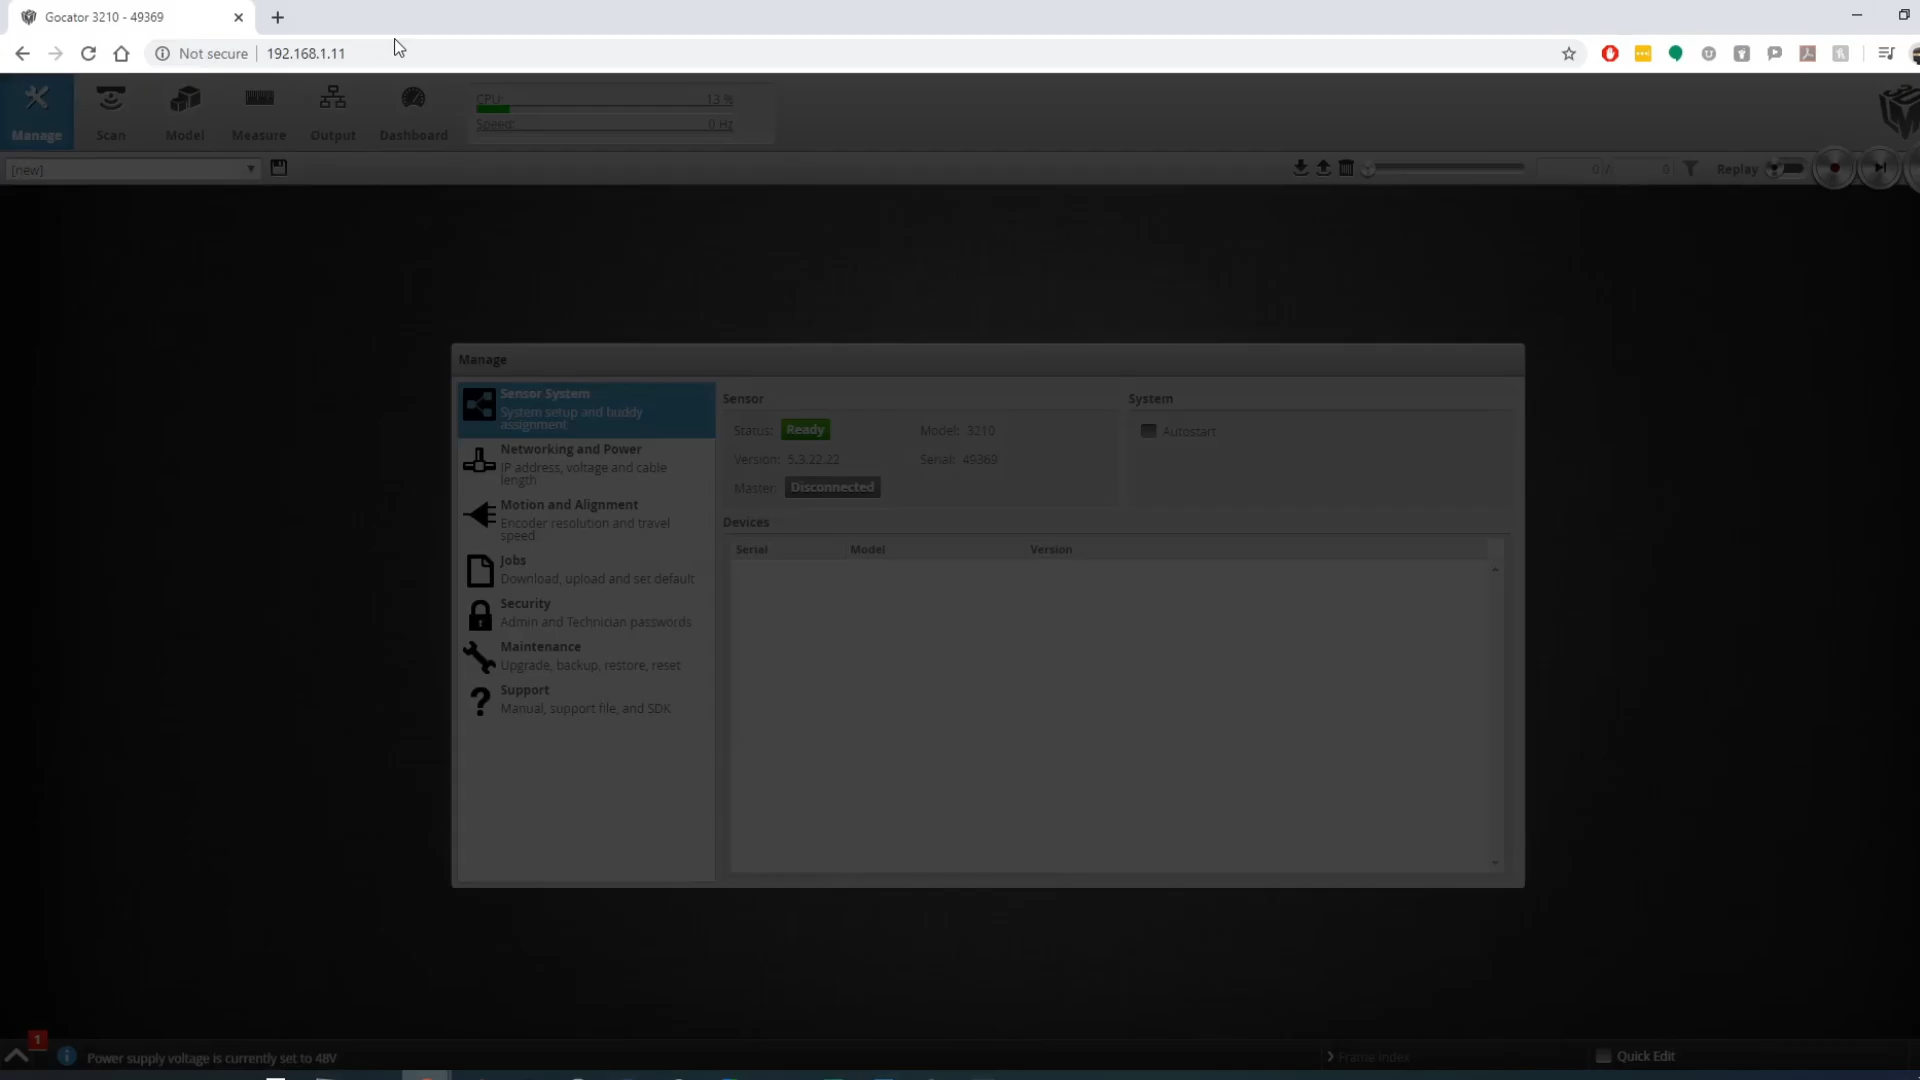 Gocator 3210 - 49369
Not secure
192.168.1.11
Manage
Scan
Model
Measure
Output
Dashboard
CPU:
13 %
Speed:
0 Hz
[new]
0 /
0
Replay
Manage
Sensor System
System setup and buddy
assignment
Networking and Power
IP address, voltage and cable
length
Motion and Alignment
Encoder resolution and travel
speed
Jobs
Download, upload and set default
Security
Admin and Technician passwords
Maintenance
Upgrade, backup, restore, reset
Support
Manual, support file, and SDK
Sensor
Status: Ready
Model: 3210
Version: 5.3.22.22
Serial: 49369
Master: Disconnected
System
Autostart
Devices
Serial
Model
Version
1
Power supply voltage is currently set to 48V
Frame Index
Quick Edit